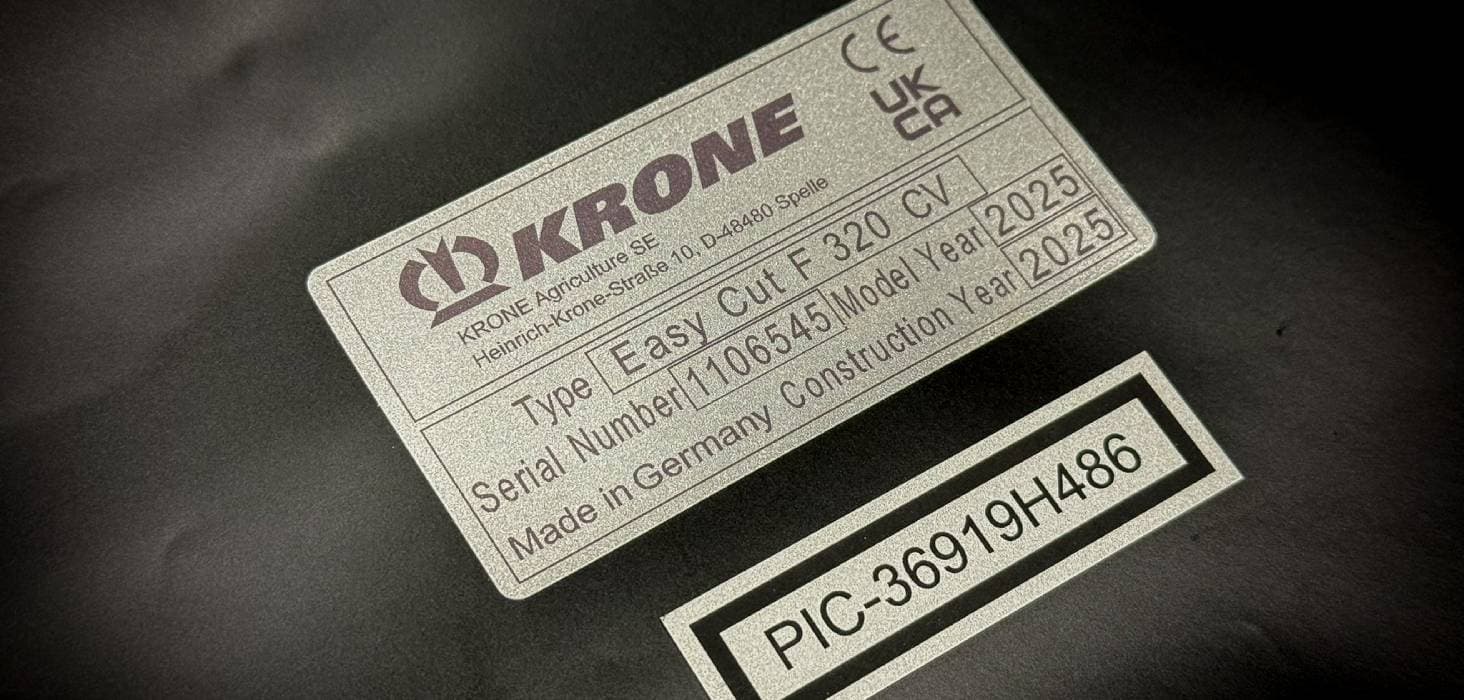 KRONE
CE
UK
CA
KRONE Agriculture SE
Heinrich-Krone-Straße 10, D-48480 Spelle
Type Easy Cut F 320 CV
Serial Number 1106545 Model Year 2025
Made in Germany Construction Year 2025
PIC-36919H486